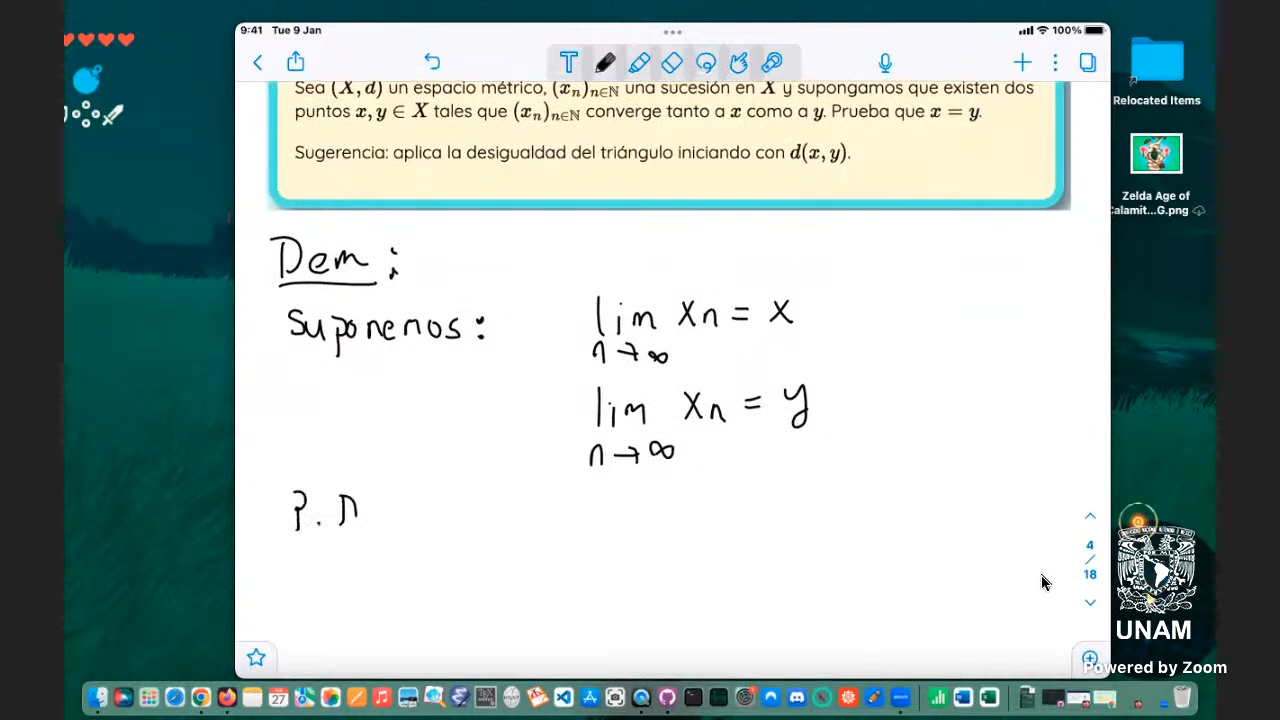 9:41 Tue 9 Jan
100%
Sea (X, d) un espacio métrico, (xₙ)ₙ∈ℕ una sucesión en X y supongamos que existen dos
puntos x, y ∈ X tales que (xₙ)ₙ∈ℕ converge tanto a x como a y. Prueba que x = y.
Sugerencia: aplica la desigualdad del triángulo iniciando con d(x, y).
Dem:
Suponemos:
lim xn = x
n → ∞
lim xn = y
n → ∞
P. D
4
/
18
Relocated Items
Zelda Age of
Calamit...G.png
UNAM
Powered by Zoom
27